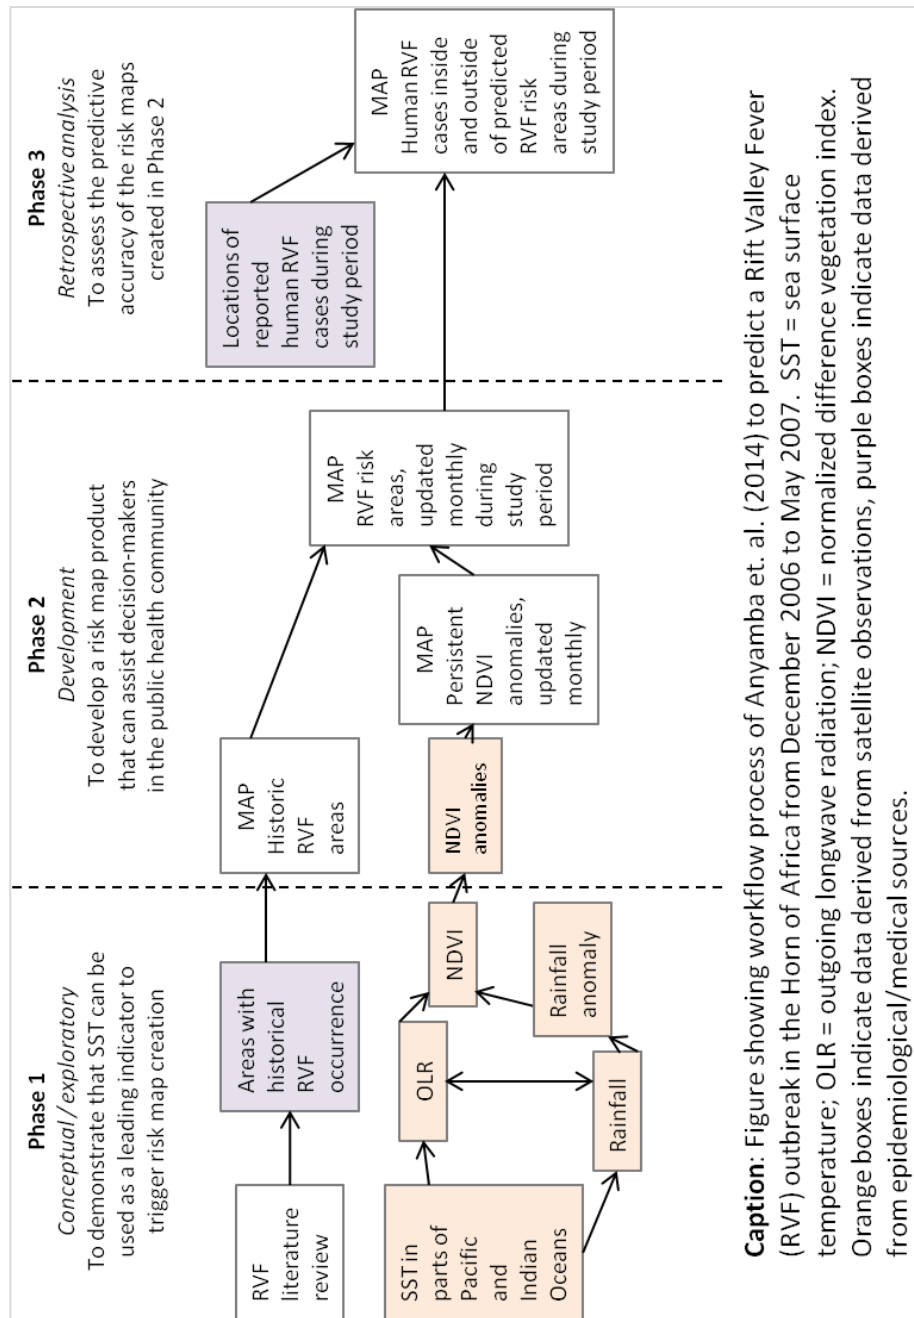 Phase 1
Conceptual / exploratory
To demonstrate that SST can be
used as a leading indicator to
trigger risk map creation
Phase 2
Development
To develop a risk map product
that can assist decision-makers
in the public health community
Phase 3
Retrospective analysis
To assess the predictive
accuracy of the risk maps
created in Phase 2
RVF
literature
review
Areas with
historical
RVF
occurrence
MAP
Historic
RVF
areas
Locations of
reported
human RVF
cases during
study period
SST in
parts of
Pacific
and
Indian
Oceans
OLR
Rainfall
NDVI
Rainfall
anomaly
NDVI
anomalies
MAP
Persistent
NDVI
anomalies,
updated
monthly
MAP
RVF risk
areas,
updated
monthly
during
study
period
MAP
Human RVF
cases inside
and outside
of predicted
RVF risk
areas during
study period
Caption: Figure showing workflow process of Anyamba et. al. (2014) to predict a Rift Valley Fever
(RVF) outbreak in the Horn of Africa from December 2006 to May 2007. SST = sea surface
temperature; OLR = outgoing longwave radiation; NDVI = normalized difference vegetation index.
Orange boxes indicate data derived from satellite observations, purple boxes indicate data derived
from epidemiological/medical sources.